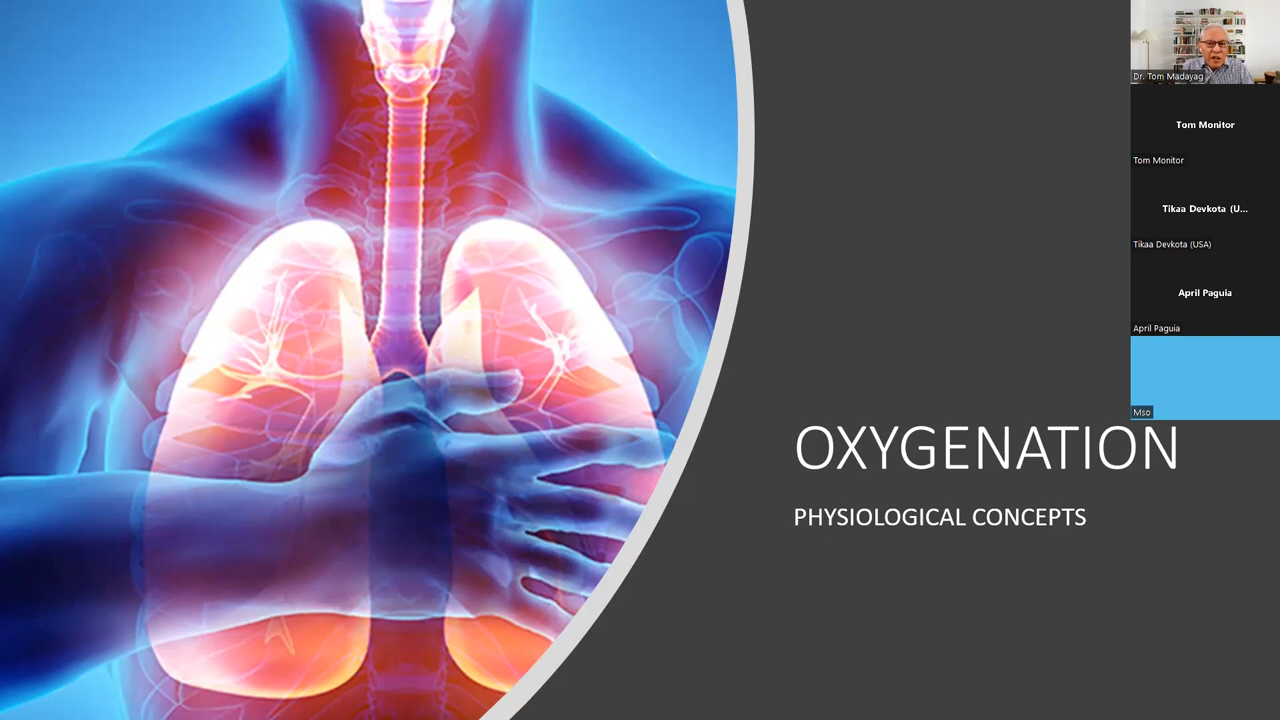 Dr. Tom Madayag
Tom Monitor
Tom Monitor
Tikaa Devkota (U...
Tikaa Devkota (USA)
April Paguia
April Paguia
Mso
OXYGENATION
PHYSIOLOGICAL CONCEPTS